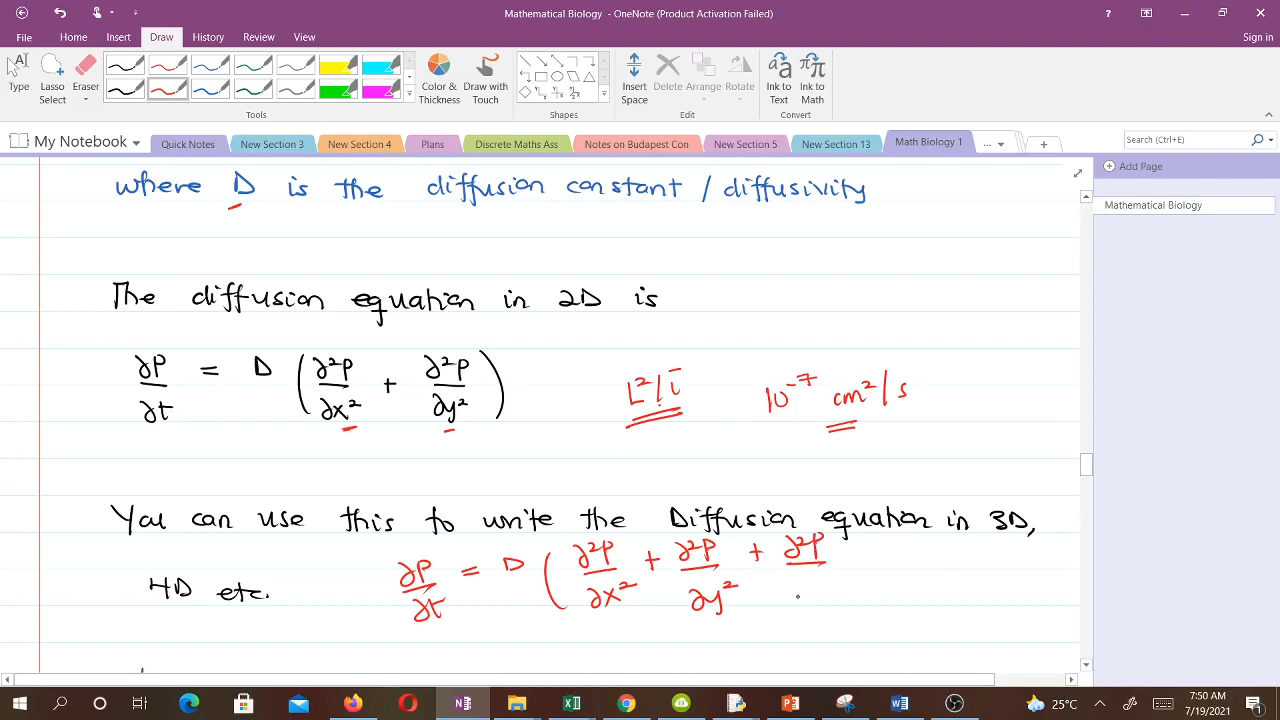 Mathematical Biology - OneNote (Product Activation Failed)
File Home Insert Draw History Review View Sign in
Type Lasso Select Eraser Color & Thickness Draw with Touch Insert Space Delete Arrange Rotate Ink to Text Ink to Math
Tools Shapes Edit Convert
My Notebook Quick Notes New Section 3 New Section 4 Plans Discrete Mathematics Ass Notes on Budapest Con New Section 5 New Section 13 Math Biology 1 ... Search (Ctrl+E)
Add Page
Mathematical Biology
where D is the diffusion constant / diffusivity
The diffusion equation in 2D is
∂P/∂t = D (∂²P/∂x² + ∂²P/∂y²) L²/T 10⁻⁷ cm²/s
You can use this to write the Diffusion equation in 3D,
4D etc. ∂P/∂t = D (∂²P/∂x² + ∂²P/∂y² + ∂²P
25°C 7:50 AM
7/19/2021